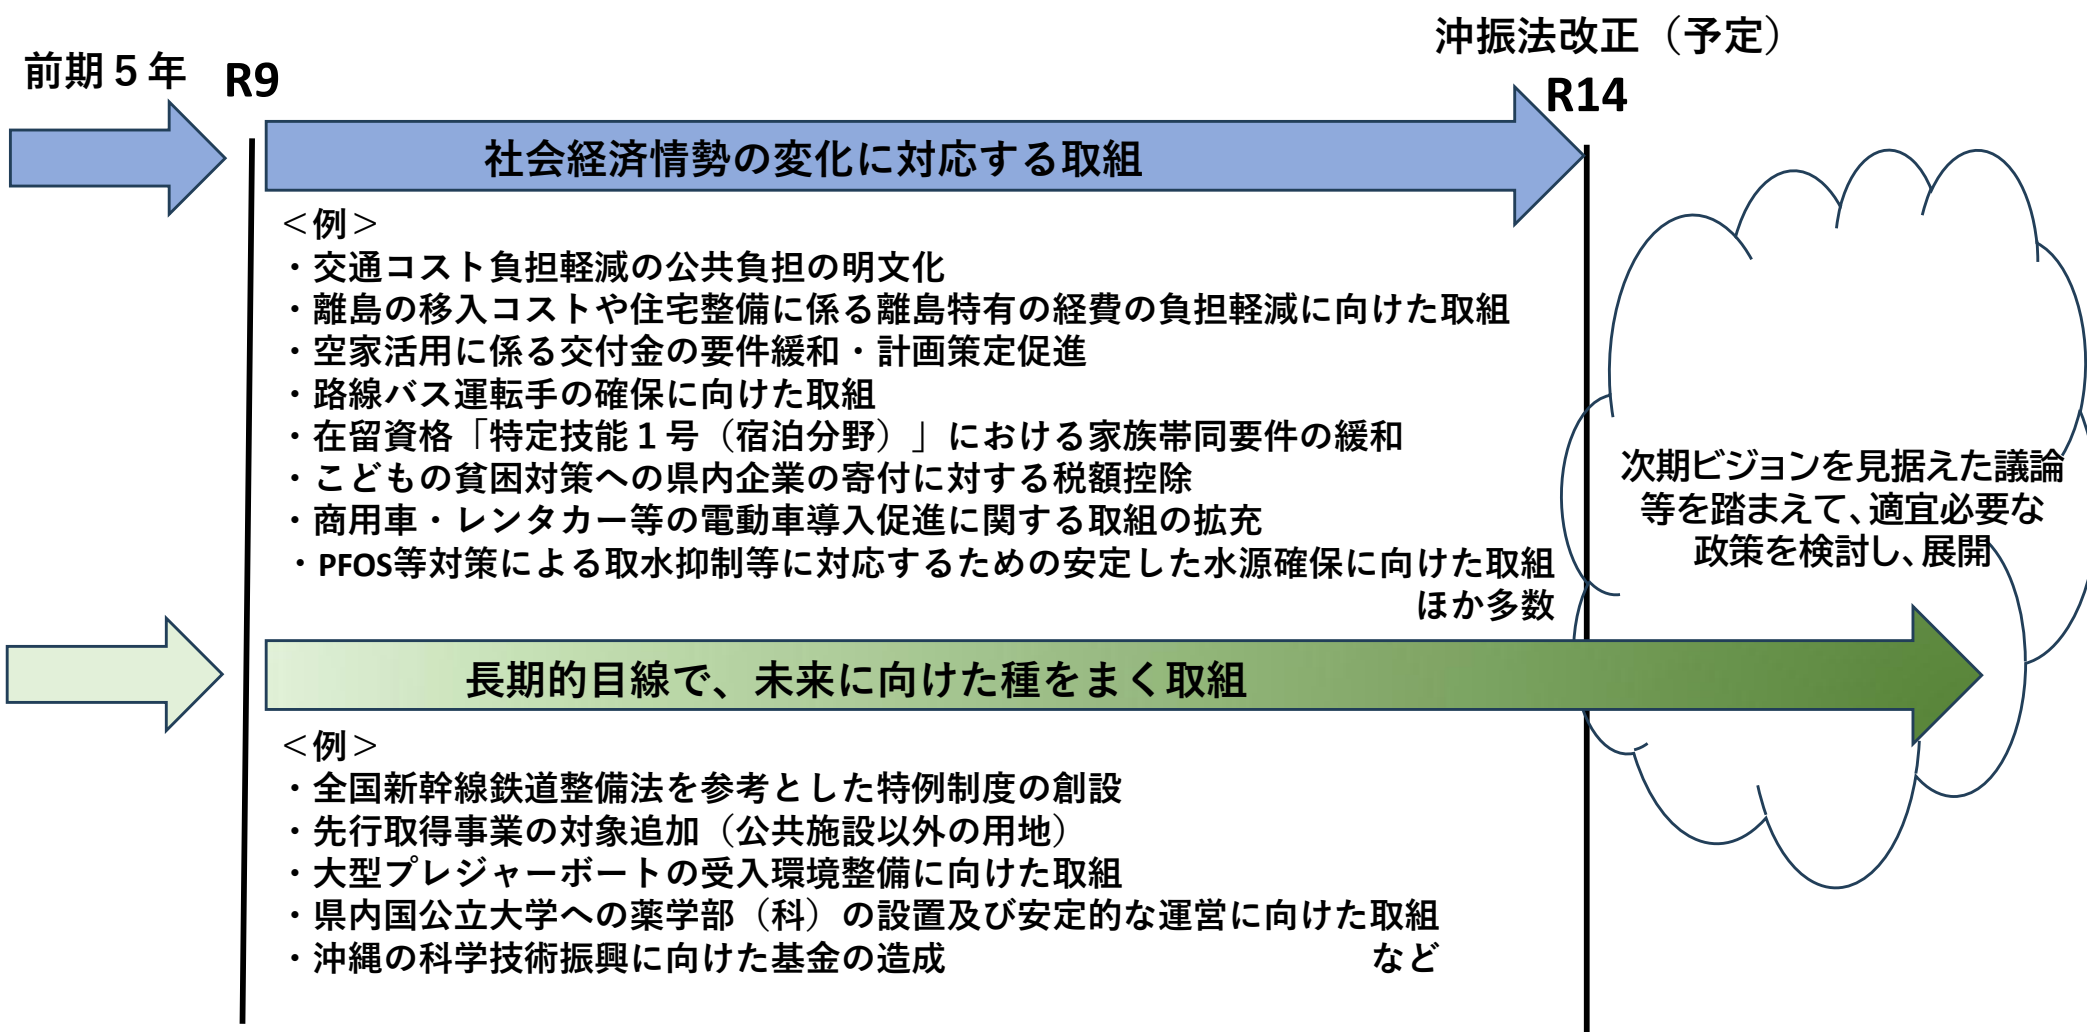 沖振法改正（予定）
前期５年
R9
R14
社会経済情勢の変化に対応する取組
＜例＞
・交通コスト負担軽減の公共負担の明文化
・離島の移入コストや住宅整備に係る離島特有の経費の負担軽減に向けた取組
・空家活用に係る交付金の要件緩和・計画策定促進
・路線バス運転手の確保に向けた取組
・在留資格「特定技能１号（宿泊分野）」における家族帯同要件の緩和
・こどもの貧困対策への県内企業の寄付に対する税額控除
・商用車・レンタカー等の電動車導入促進に関する取組の拡充
・PFOS等対策による取水抑制等に対応するための安定した水源確保に向けた取組
ほか多数
次期ビジョンを見据えた議論
等を踏まえて、適宜必要な
政策を検討し、展開
長期的目線で、未来に向けた種をまく取組
＜例＞
・全国新幹線鉄道整備法を参考とした特例制度の創設
・先行取得事業の対象追加（公共施設以外の用地）
・大型プレジャーボートの受入環境整備に向けた取組
・県内国公立大学への薬学部（科）の設置及び安定的な運営に向けた取組
・沖縄の科学技術振興に向けた基金の造成　など